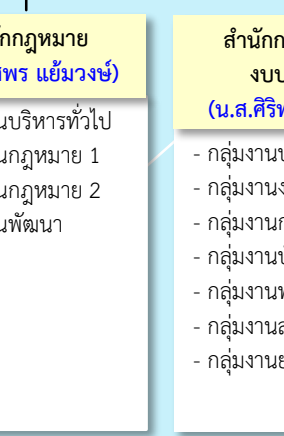 กกฎหมาย
พร แย้มวงษ์)
นบริหารทั่วไป
นกฎหมาย 1
นกฎหมาย 2
นพัฒนา
สำนักก
งบป
(น.ส.ศิริพ
- กลุ่มงานบ
- กลุ่มงานง
- กลุ่มงานก
- กลุ่มงานบ
- กลุ่มงานพ
- กลุ่มงานส
- กลุ่มงานย